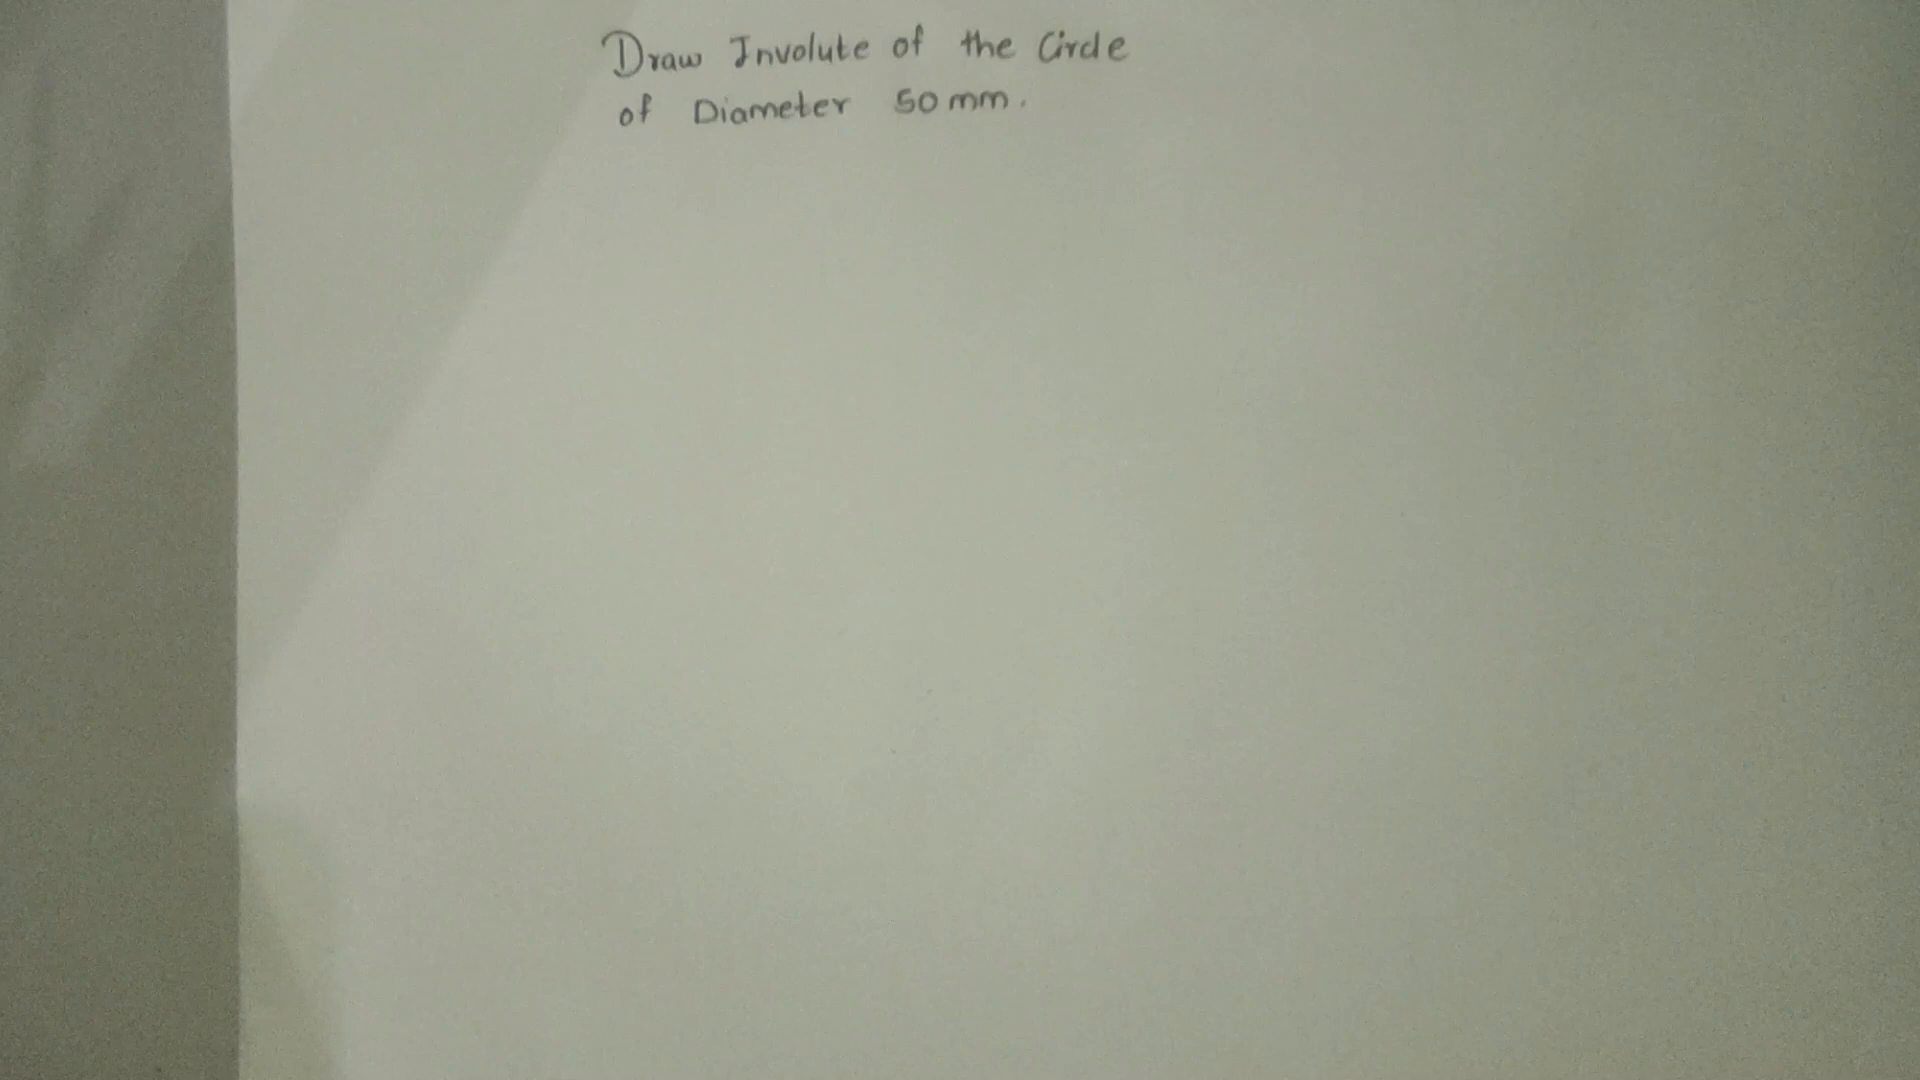 Draw Involute of the Circle
of Diameter 50 mm.